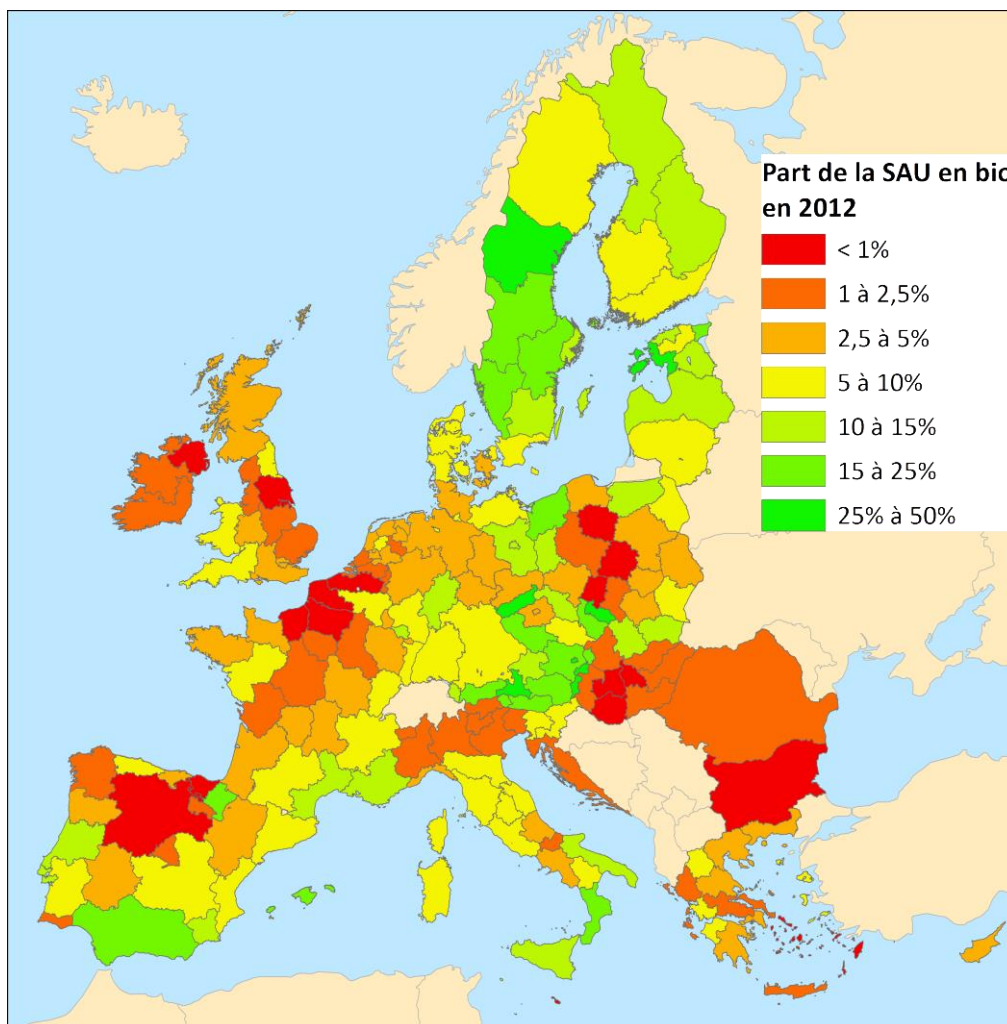 Part de la SAU en bio
en 2012
< 1%
1 à 2,5%
2,5 à 5%
5 à 10%
10 à 15%
15 à 25%
25% à 50%